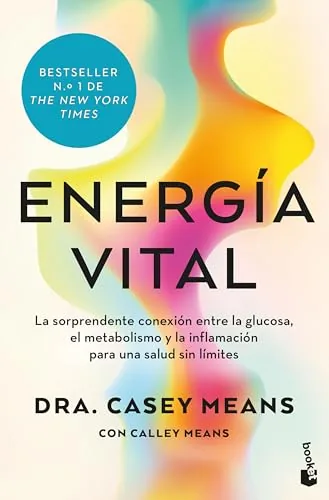 BESTSELLER
N.º 1 DE
THE NEW YORK
TIMES
ENERGÍA
VITAL
La sorprendente conexión entre la glucosa,
el metabolismo y la inflamación
para una salud sin límites
DRA. CASEY MEANS
CON CALLEY MEANS
booket